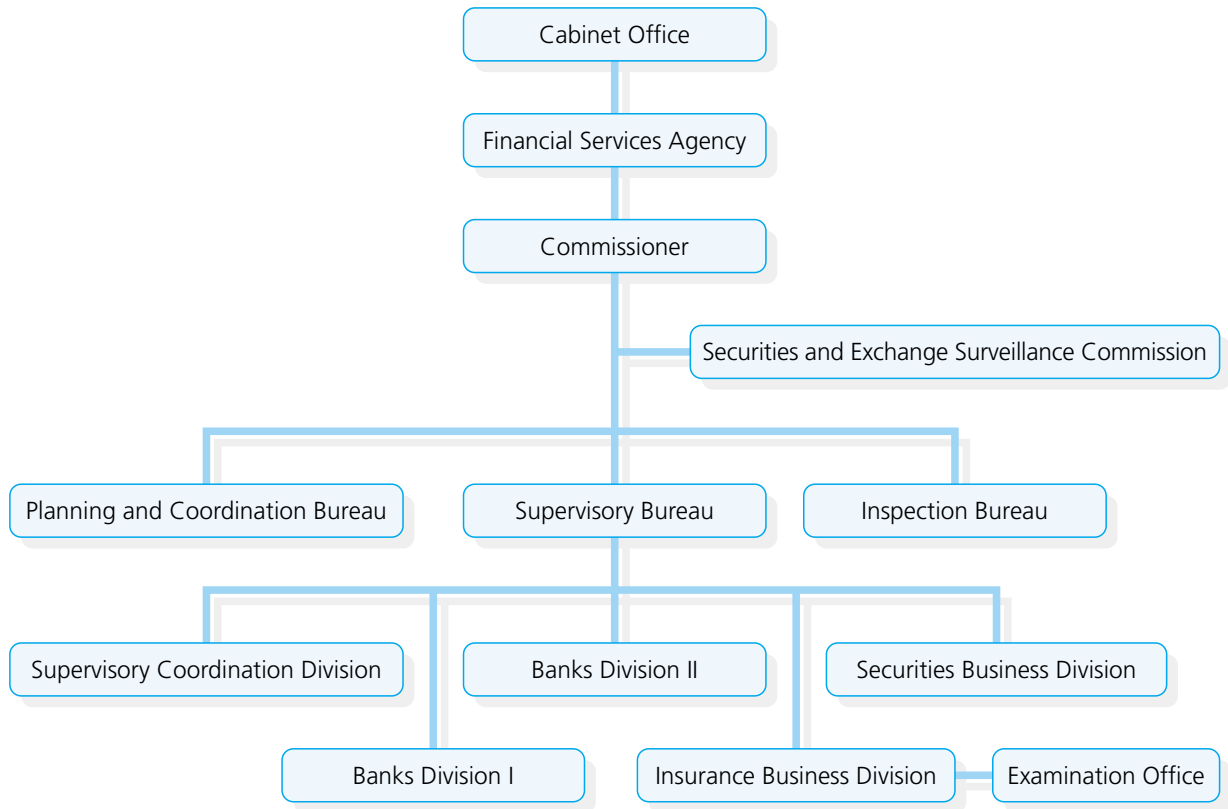 Cabinet Office
Financial Services Agency
Commissioner
Securities and Exchange Surveillance Commission
Planning and Coordination Bureau
Supervisory Bureau
Inspection Bureau
Supervisory Coordination Division
Banks Division II
Securities Business Division
Banks Division I
Insurance Business Division
Examination Office